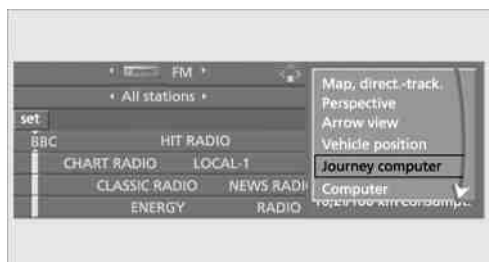 FM
All stations
set
BBC HIT RADIO
CHART RADIO LOCAL-1
CLASSIC RADIO NEWS RADI
ENERGY RADIO
Map, direct.-track.
Perspective
Arrow view
Vehicle position
Journey computer
Computer